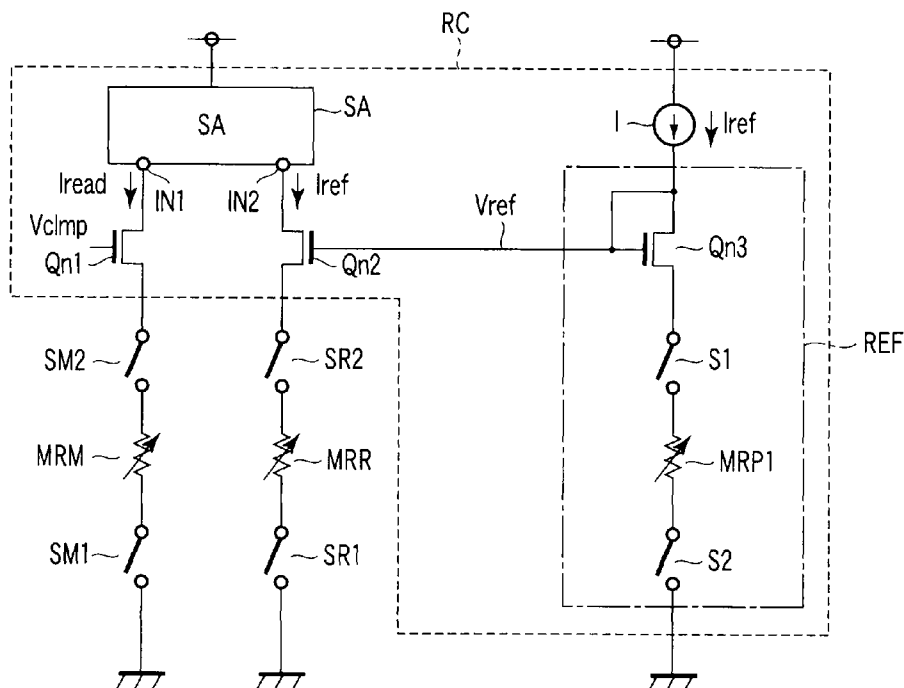 RC
SA
SA
I
Iref
Iread
IN1
IN2
Iref
Vclmp
Vref
Qn1
Qn2
Qn3
REF
SM2
SR2
S1
MRM
MRR
MRP1
SM1
SR1
S2